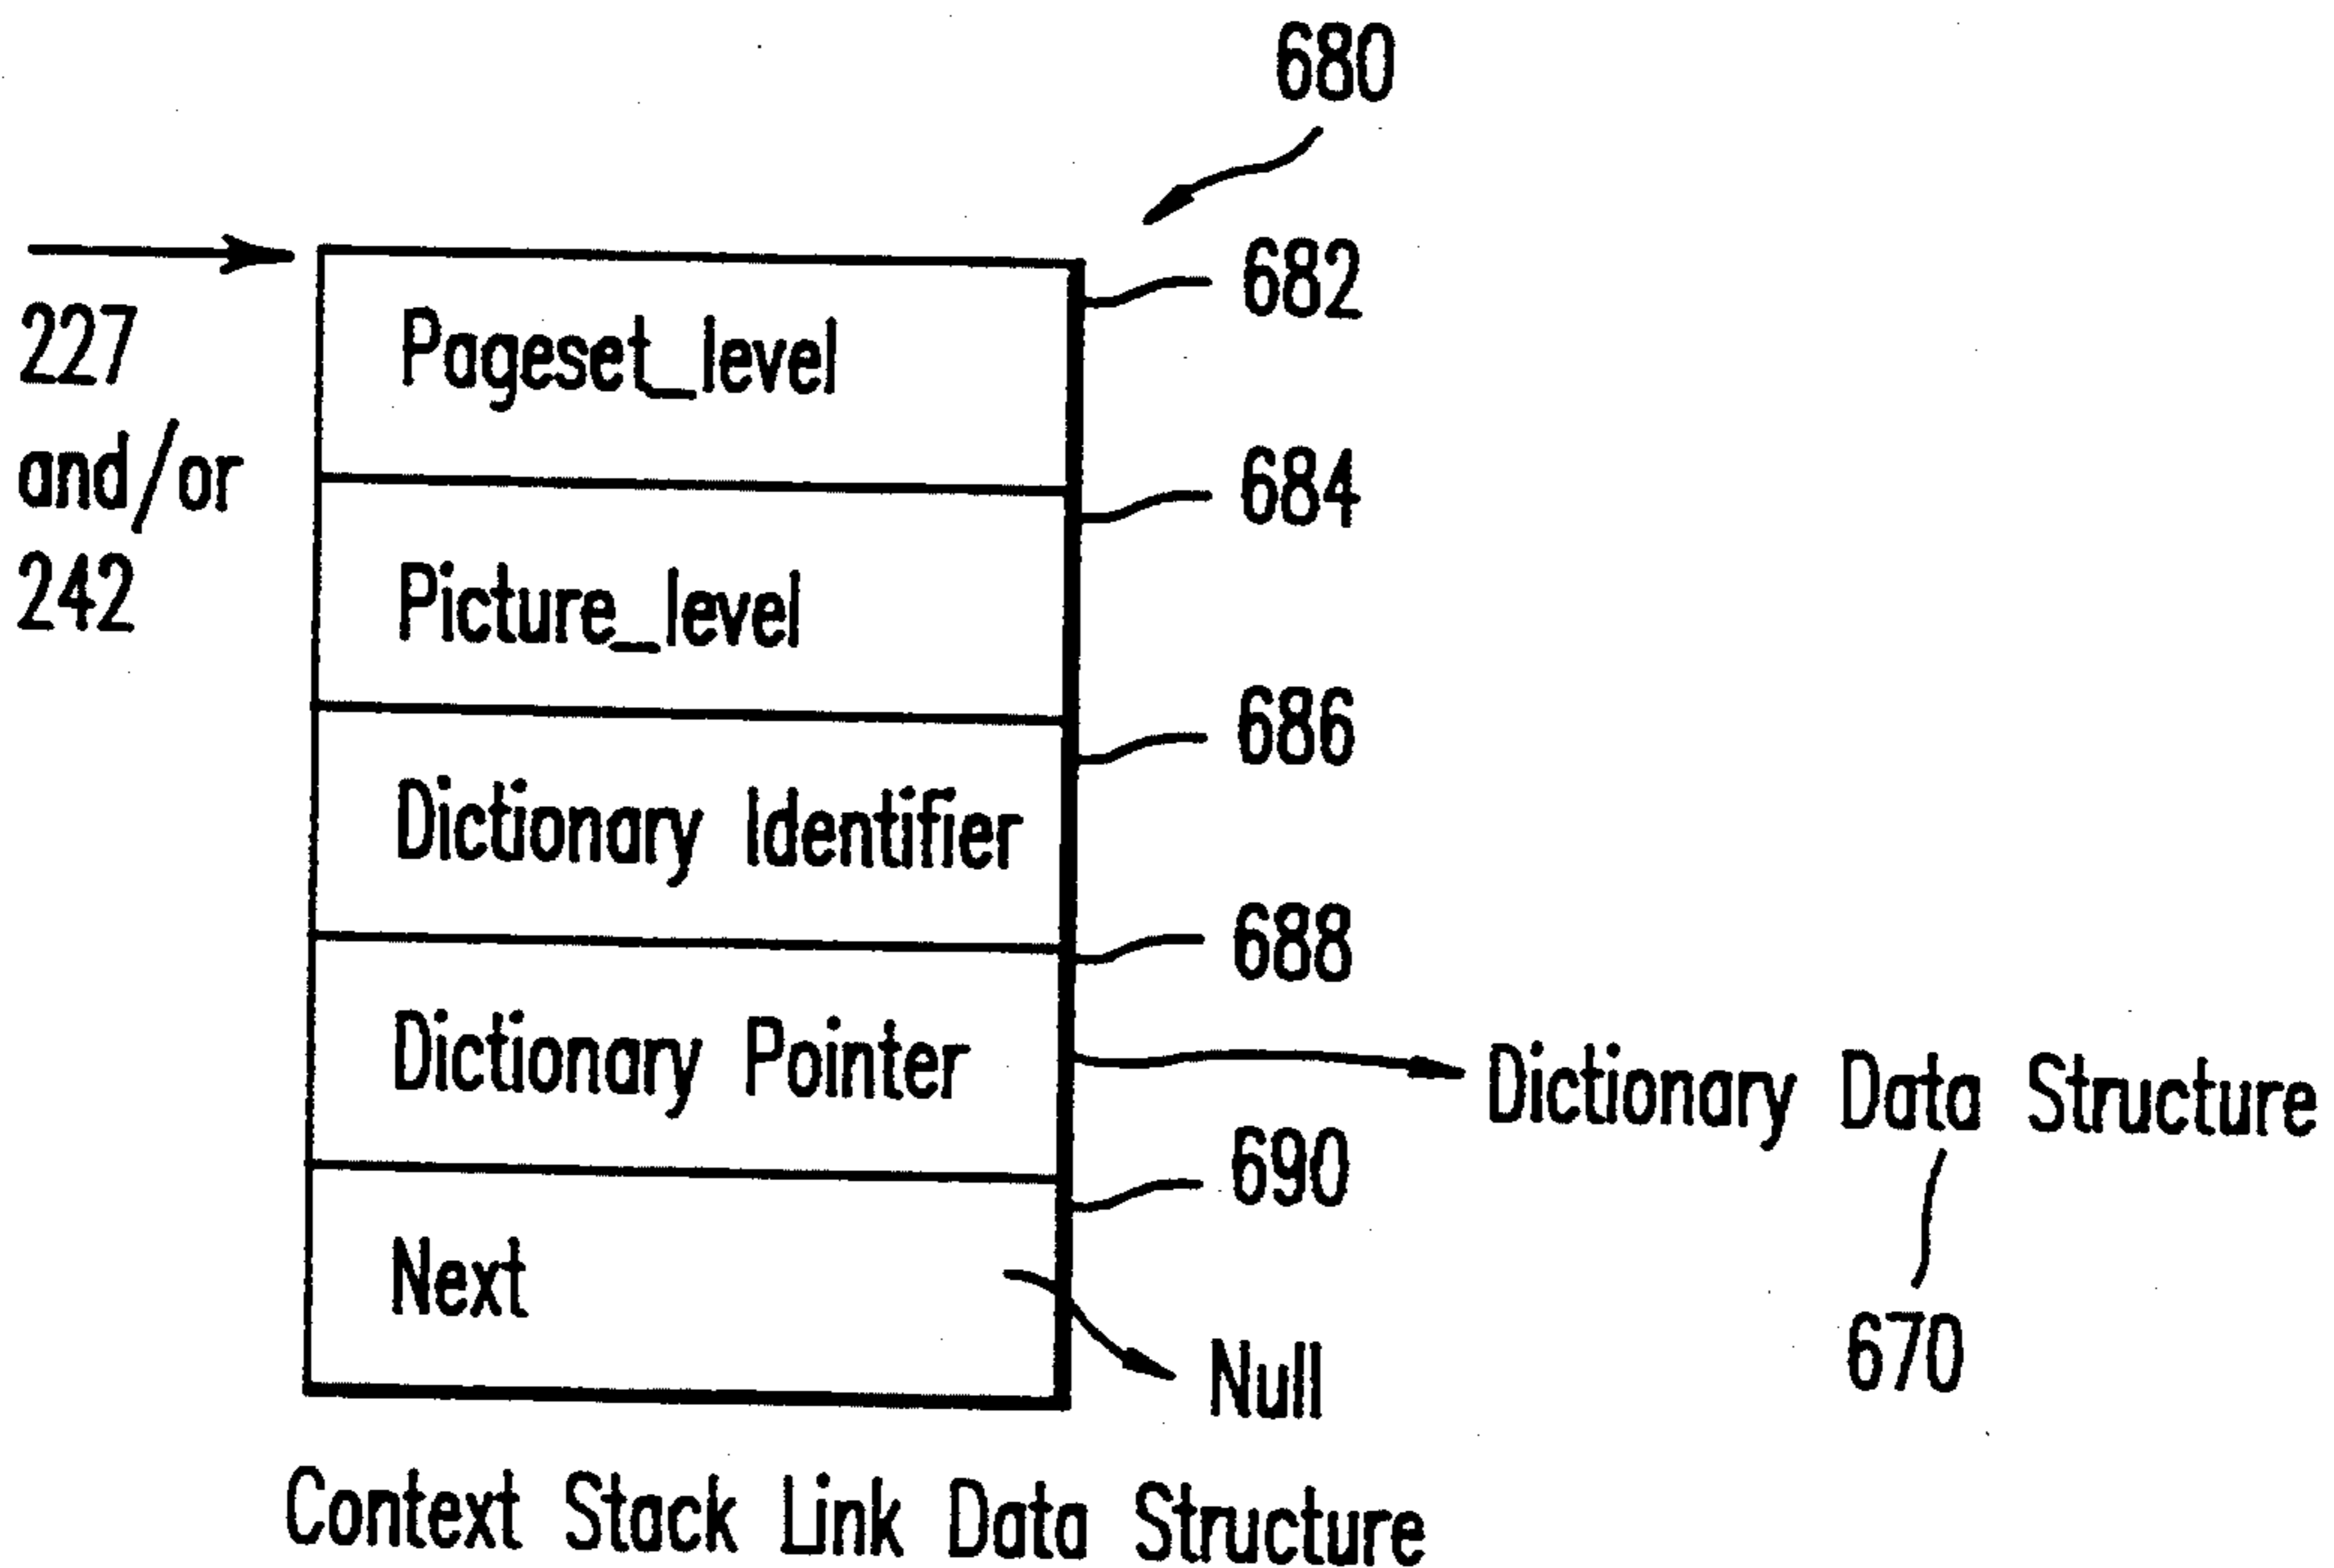 680
682
227
and/or
242
Pageset_level
684
Picture_level
686
Dictionary Identifier
688
Dictionary Pointer
Dictionary Data Structure
690
670
Next
Null
Context Stack Link Data Structure